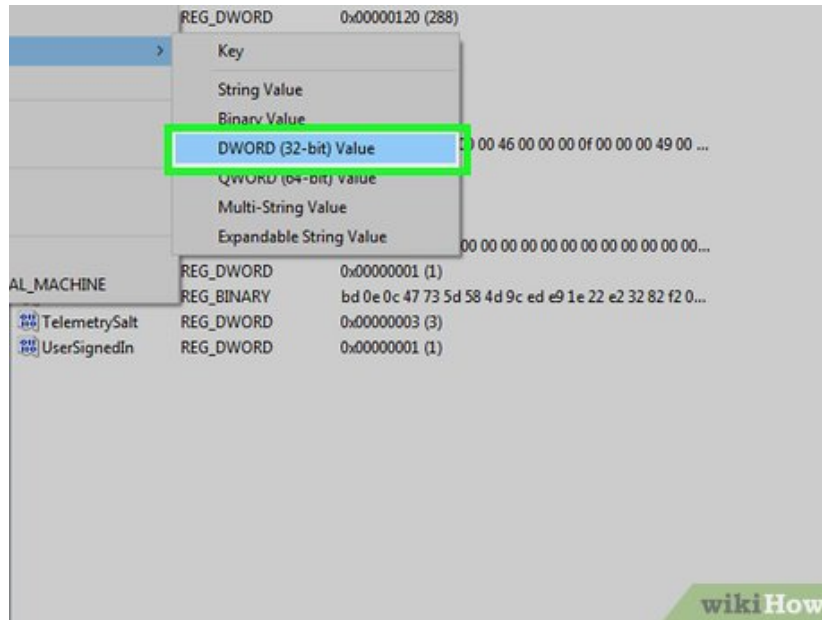 REG_DWORD 0x00000120 (288)
> Key
String Value
Binary Value
DWORD (32-bit) Value
00 46 00 00 00 0f 00 00 00 49 00 ...
QWORD (64-bit) Value
Multi-String Value
Expandable String Value
00 00 00 00 00 00 00 00 00 00 00 00...
REG_DWORD 0x00000001 (1)
AL_MACHINE
REG_BINARY bd 0e 0c 47 73 5d 58 4d 9c ed e9 1e 22 e2 32 82 f2 0...
TelemetrySalt REG_DWORD 0x00000003 (3)
UserSignedIn REG_DWORD 0x00000001 (1)
wikiHow